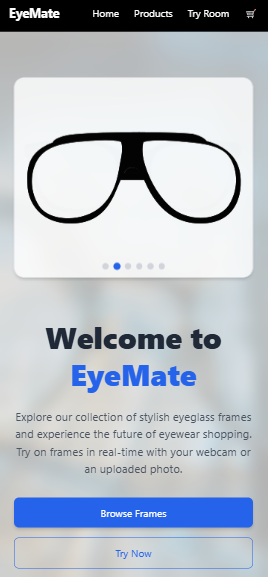 EyeMate Home Products Try Room
Welcome to
EyeMate
Explore our collection of stylish eyeglass frames
and experience the future of eyewear shopping.
Try on frames in real-time with your webcam or
an uploaded photo.
Browse Frames
Try Now